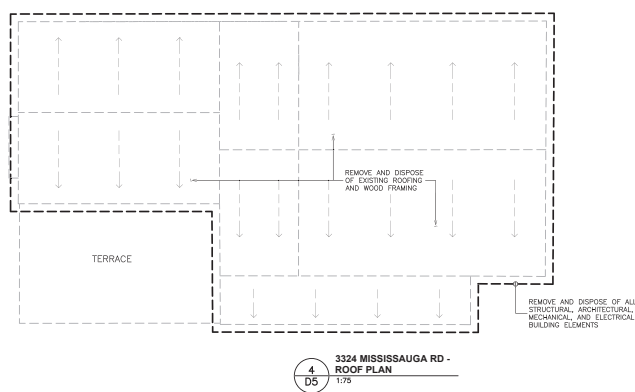 REMOVE AND DISPOSE
OF EXISTING ROOFING
AND WOOD FRAMING
TERRACE
REMOVE AND DISPOSE OF ALL
STRUCTURAL, ARCHITECTURAL,
MECHANICAL, AND ELECTRICAL
BUILDING ELEMENTS
4
D5
3324 MISSISSAUGA RD -
ROOF PLAN
1:75